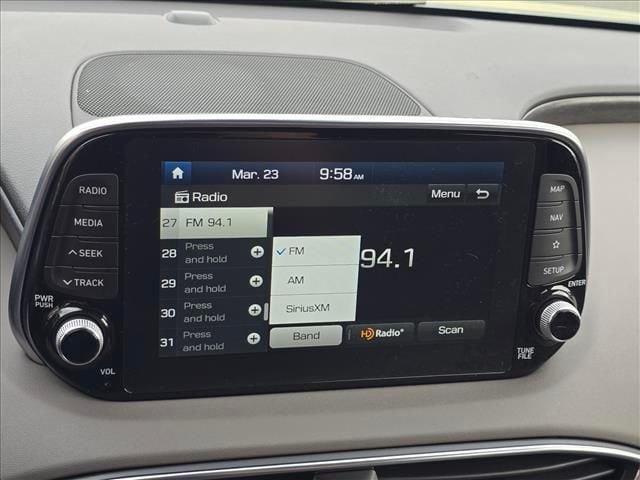 Mar. 23 9:58 AM
Radio Menu
27 FM 94.1
28 Press and hold
29 Press and hold
30 Press and hold
31 Press and hold
FM
AM
SiriusXM
94.1
Band HD Radio® Scan
RADIO
MEDIA
SEEK
TRACK
PWR
PUSH
VOL
MAP
NAV
SETUP
ENTER
TUNE
FILE